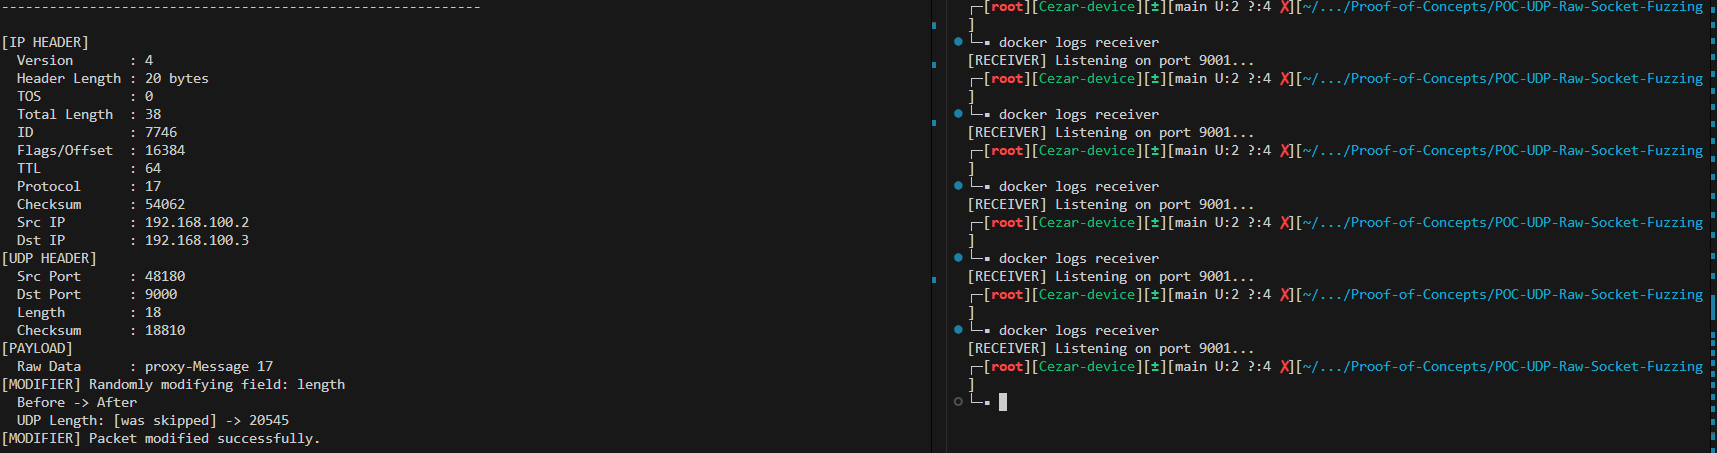 ------------------------------------------------------------
[IP HEADER]
  Version       : 4
  Header Length : 20 bytes
  TOS           : 0
  Total Length  : 38
  ID            : 7746
  Flags/Offset  : 16384
  TTL           : 64
  Protocol      : 17
  Checksum      : 54062
  Src IP        : 192.168.100.2
  Dst IP        : 192.168.100.3
[UDP HEADER]
  Src Port      : 48180
  Dst Port      : 9000
  Length        : 18
  Checksum      : 18810
[PAYLOAD]
  Raw Data      : proxy-Message 17
[MODIFIER] Randomly modifying field: length
  Before -> After
  UDP Length: [was skipped] -> 20545
[MODIFIER] Packet modified successfully.
┌─[root][Cezar-device][±][main U:2 ?:4 ✗][~/.../Proof-of-Concepts/POC-UDP-Raw-Socket-Fuzzing
]
└─▪ docker logs receiver
[RECEIVER] Listening on port 9001...
┌─[root][Cezar-device][±][main U:2 ?:4 ✗][~/.../Proof-of-Concepts/POC-UDP-Raw-Socket-Fuzzing
]
└─▪ docker logs receiver
[RECEIVER] Listening on port 9001...
┌─[root][Cezar-device][±][main U:2 ?:4 ✗][~/.../Proof-of-Concepts/POC-UDP-Raw-Socket-Fuzzing
]
└─▪ docker logs receiver
[RECEIVER] Listening on port 9001...
┌─[root][Cezar-device][±][main U:2 ?:4 ✗][~/.../Proof-of-Concepts/POC-UDP-Raw-Socket-Fuzzing
]
└─▪ docker logs receiver
[RECEIVER] Listening on port 9001...
┌─[root][Cezar-device][±][main U:2 ?:4 ✗][~/.../Proof-of-Concepts/POC-UDP-Raw-Socket-Fuzzing
]
└─▪ docker logs receiver
[RECEIVER] Listening on port 9001...
┌─[root][Cezar-device][±][main U:2 ?:4 ✗][~/.../Proof-of-Concepts/POC-UDP-Raw-Socket-Fuzzing
]
└─▪